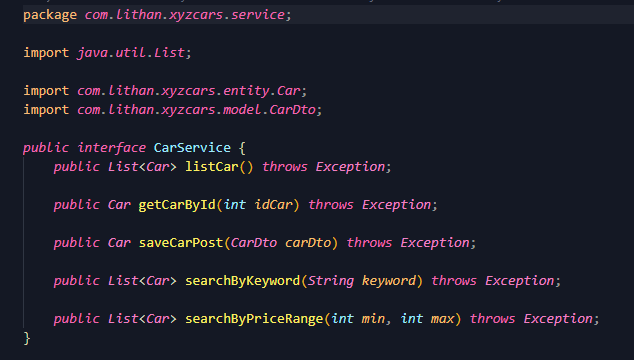 package com.lithan.xyzcars.service;
import java.util.List;
import com.lithan.xyzcars.entity.Car;
import com.lithan.xyzcars.model.CarDto;
public interface CarService {
public List<Car> listCar() throws Exception;
public Car getCarById(int idCar) throws Exception;
public Car saveCarPost(CarDto carDto) throws Exception;
public List<Car> searchByKeyword(String keyword) throws Exception;
public List<Car> searchByPriceRange(int min, int max) throws Exception;
}